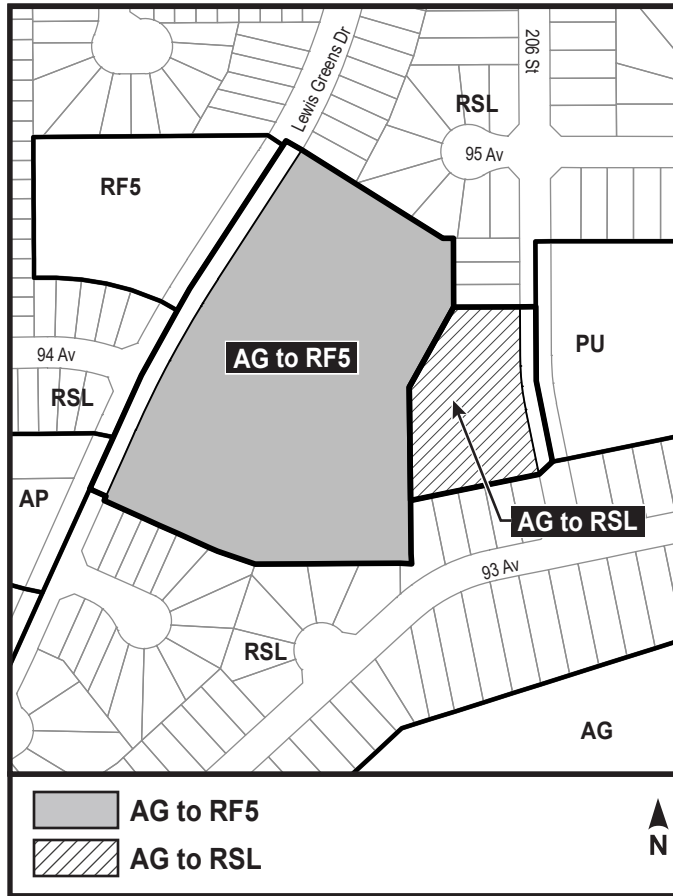 Lewis Greens Dr
206 St
RSL
95 Av
RF5
94 Av
AG to RF5
PU
RSL
AP
AG to RSL
93 Av
RSL
AG
AG to RF5
AG to RSL
N